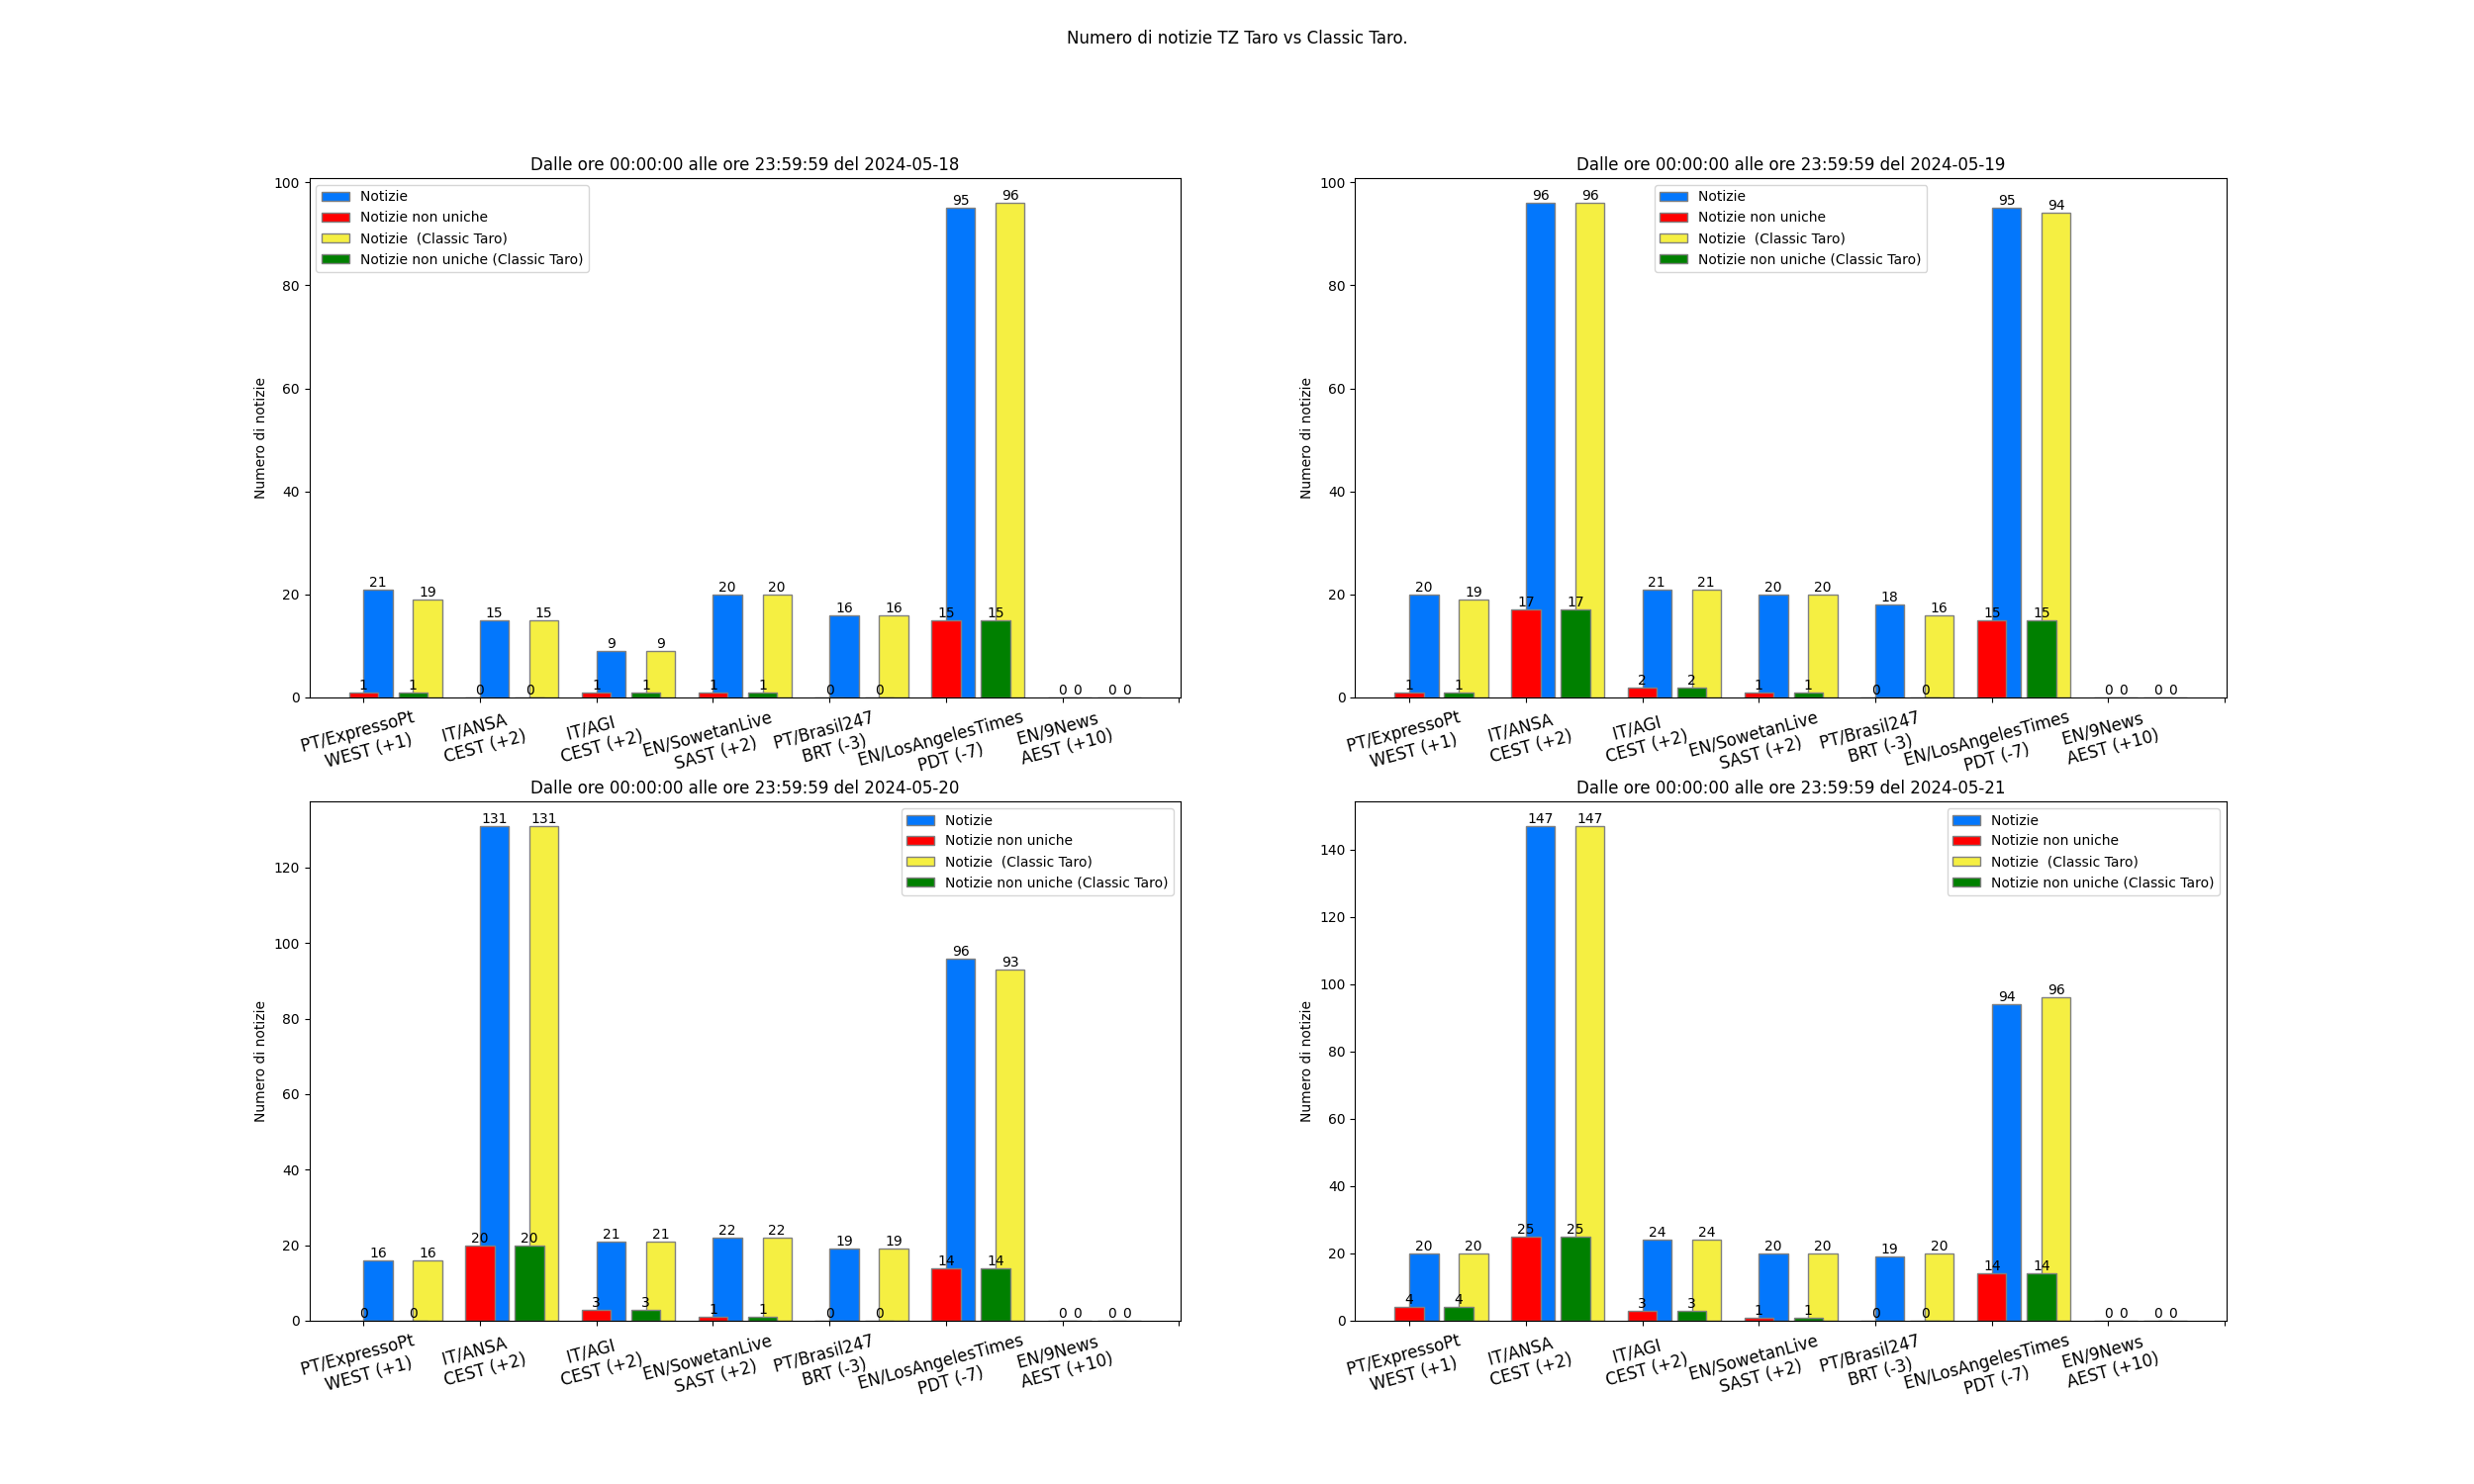 Numero di notizie TZ Taro vs Classic Taro.
Dalle ore 00:00:00 alle ore 23:59:59 del 2024-05-18
Numero di notizie
100
80
60
40
20
0
Notizie
Notizie non uniche
Notizie (Classic Taro)
Notizie non uniche (Classic Taro)
21 19 15 15 9 9 20 20 16 16 95 96
1 1 0 0 1 1 1 1 0 0 15 15 0 0 0 0
PT/ExpressoPt
WEST (+1)
IT/ANSA
CEST (+2)
IT/AGI
CEST (+2)
EN/SowetanLive
SAST (+2)
PT/Brasil247
BRT (-3)
EN/LosAngelesTimes
PDT (-7)
EN/9News
AEST (+10)
Dalle ore 00:00:00 alle ore 23:59:59 del 2024-05-19
Numero di notizie
100
80
60
40
20
0
Notizie
Notizie non uniche
Notizie (Classic Taro)
Notizie non uniche (Classic Taro)
20 19 96 96 21 21 20 20 18 16 95 94
1 1 17 17 2 2 1 1 0 0 15 15 0 0 0 0
PT/ExpressoPt
WEST (+1)
IT/ANSA
CEST (+2)
IT/AGI
CEST (+2)
EN/SowetanLive
SAST (+2)
PT/Brasil247
BRT (-3)
EN/LosAngelesTimes
PDT (-7)
EN/9News
AEST (+10)
Dalle ore 00:00:00 alle ore 23:59:59 del 2024-05-20
Numero di notizie
120
100
80
60
40
20
0
Notizie
Notizie non uniche
Notizie (Classic Taro)
Notizie non uniche (Classic Taro)
16 16 131 131 21 21 22 22 19 19 96 93
0 0 20 20 3 3 1 1 0 0 14 14 0 0 0 0
PT/ExpressoPt
WEST (+1)
IT/ANSA
CEST (+2)
IT/AGI
CEST (+2)
EN/SowetanLive
SAST (+2)
PT/Brasil247
BRT (-3)
EN/LosAngelesTimes
PDT (-7)
EN/9News
AEST (+10)
Dalle ore 00:00:00 alle ore 23:59:59 del 2024-05-21
Numero di notizie
140
120
100
80
60
40
20
0
Notizie
Notizie non uniche
Notizie (Classic Taro)
Notizie non uniche (Classic Taro)
20 20 147 147 24 24 20 20 19 20 94 96
4 4 25 25 3 3 1 1 0 0 14 14 0 0 0 0
PT/ExpressoPt
WEST (+1)
IT/ANSA
CEST (+2)
IT/AGI
CEST (+2)
EN/SowetanLive
SAST (+2)
PT/Brasil247
BRT (-3)
EN/LosAngelesTimes
PDT (-7)
EN/9News
AEST (+10)